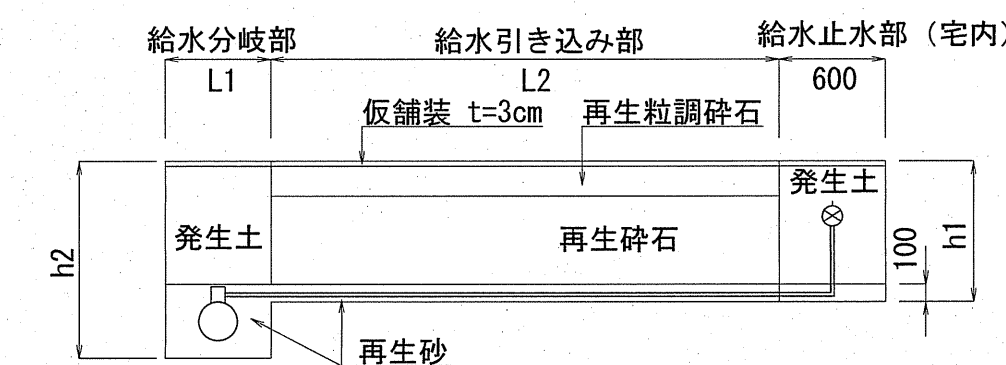 給水分岐部
給水引き込み部
給水止水部（宅内）
L1
L2
600
仮舗装 t=3cm
再生粒調砕石
発生土
発生土
再生砕石
h2
100
h1
再生砂